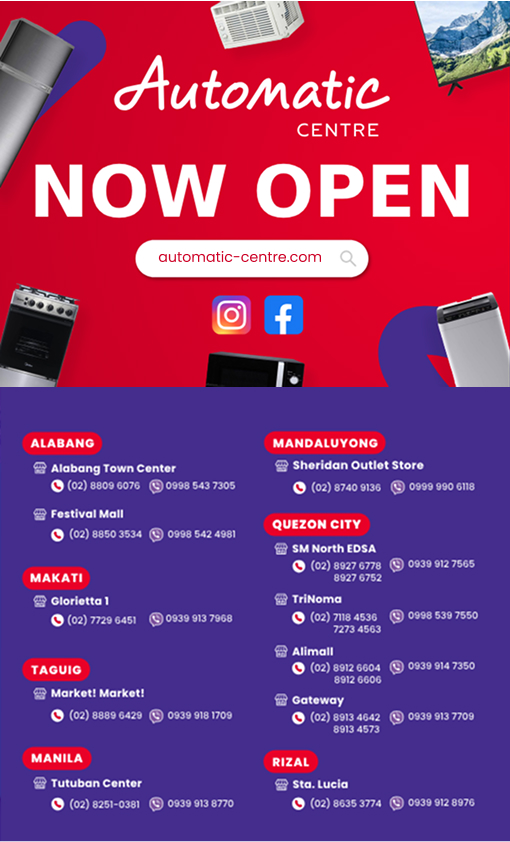 Automatic
CENTRE
NOW OPEN
automatic-centre.com
ALABANG
Alabang Town Center
(02) 8809 6076 0998 543 7305
Festival Mall
(02) 8850 3534 0998 542 4981
MAKATI
Glorietta 1
(02) 7729 6451 0939 913 7968
TAGUIG
Market! Market!
(02) 8889 6429 0939 918 1709
MANILA
Tutuban Center
(02) 8251-0381 0939 913 8770
MANDALUYONG
Sheridan Outlet Store
(02) 8740 9136 0999 990 6118
QUEZON CITY
SM North EDSA
(02) 8927 6778 0939 912 7565
8927 6752
TriNoma
(02) 7118 4536 0998 539 7550
7273 4563
Alimall
(02) 8912 6604 0939 914 7350
8912 6606
Gateway
(02) 8913 4642 0939 913 7709
8913 4573
RIZAL
Sta. Lucia
(02) 8635 3774 0939 912 8976